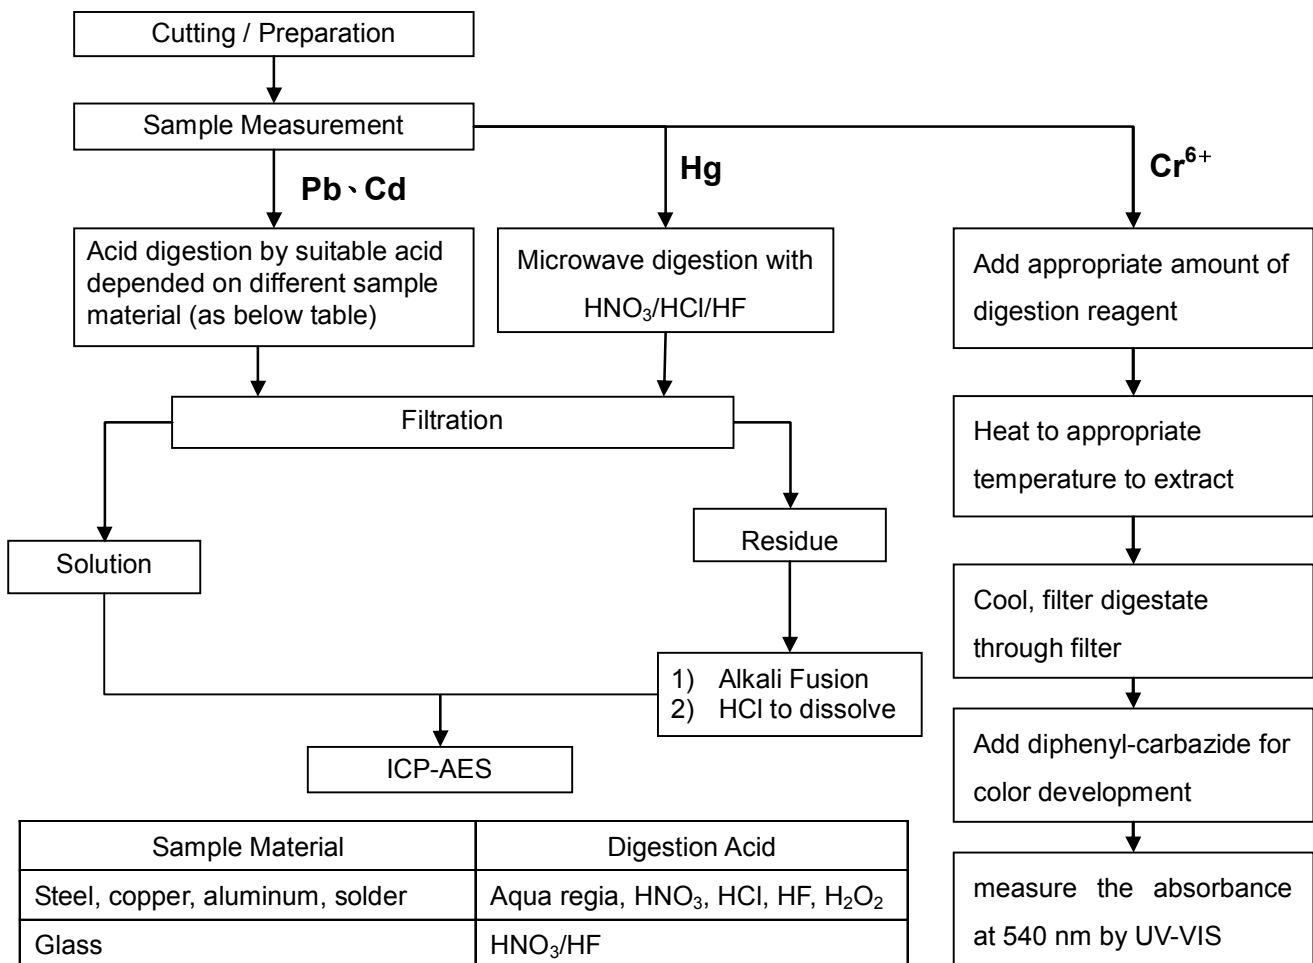 Cutting / Preparation
Sample Measurement
Pb、Cd
Hg
Cr⁶⁺
Acid digestion by suitable acid
depended on different sample
material (as below table)
Microwave digestion with
HNO₃/HCl/HF
Add appropriate amount of
digestion reagent
Filtration
Heat to appropriate
temperature to extract
Solution
Residue
Cool, filter digestate
through filter
1) Alkali Fusion
2) HCl to dissolve
ICP-AES
Add diphenyl-carbazide for
color development
measure the absorbance
at 540 nm by UV-VIS
Sample Material Digestion Acid
Steel, copper, aluminum, solder Aqua regia, HNO₃, HCl, HF, H₂O₂
Glass HNO₃/HF